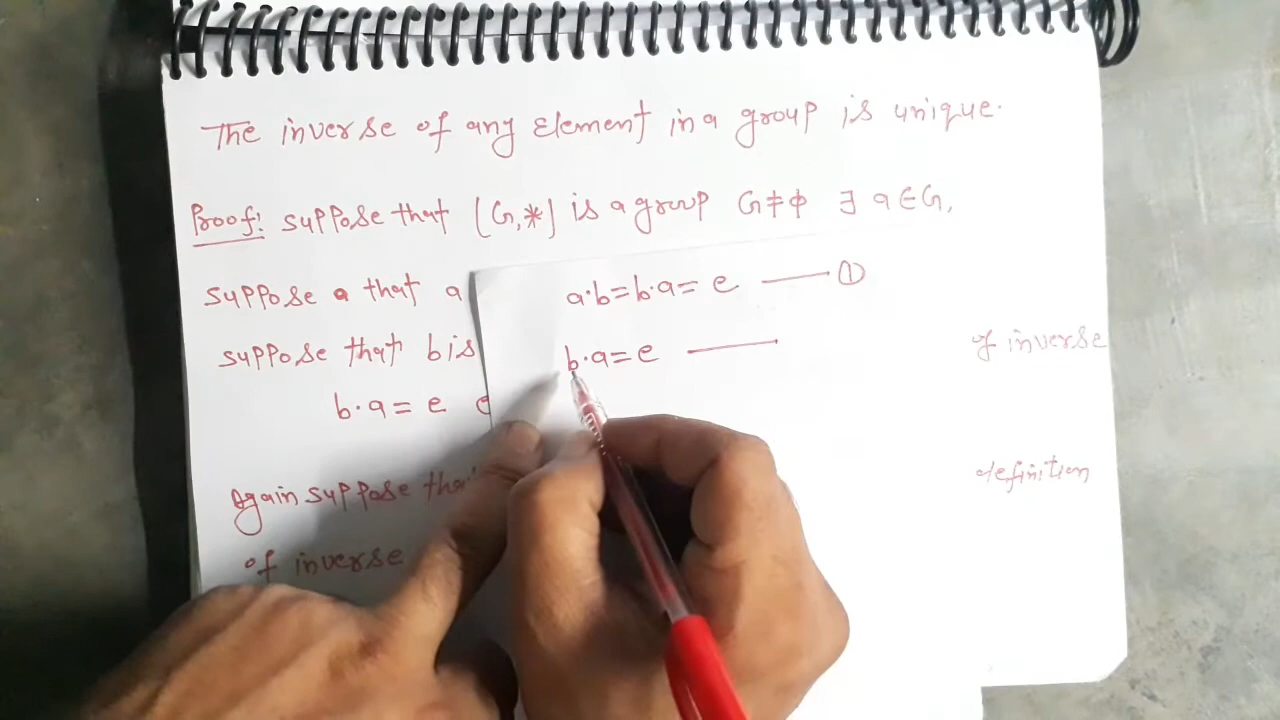 The inverse of any Element in a group is unique.
Proof: suppose that (G,*) is a group G≠ϕ ∃ a∈G,
suppose a that a
a·b=b·a= e —— ①
suppose that b is
b·a=e ——
of inverse
b·a= e e
Again suppose that
definition
of inverse